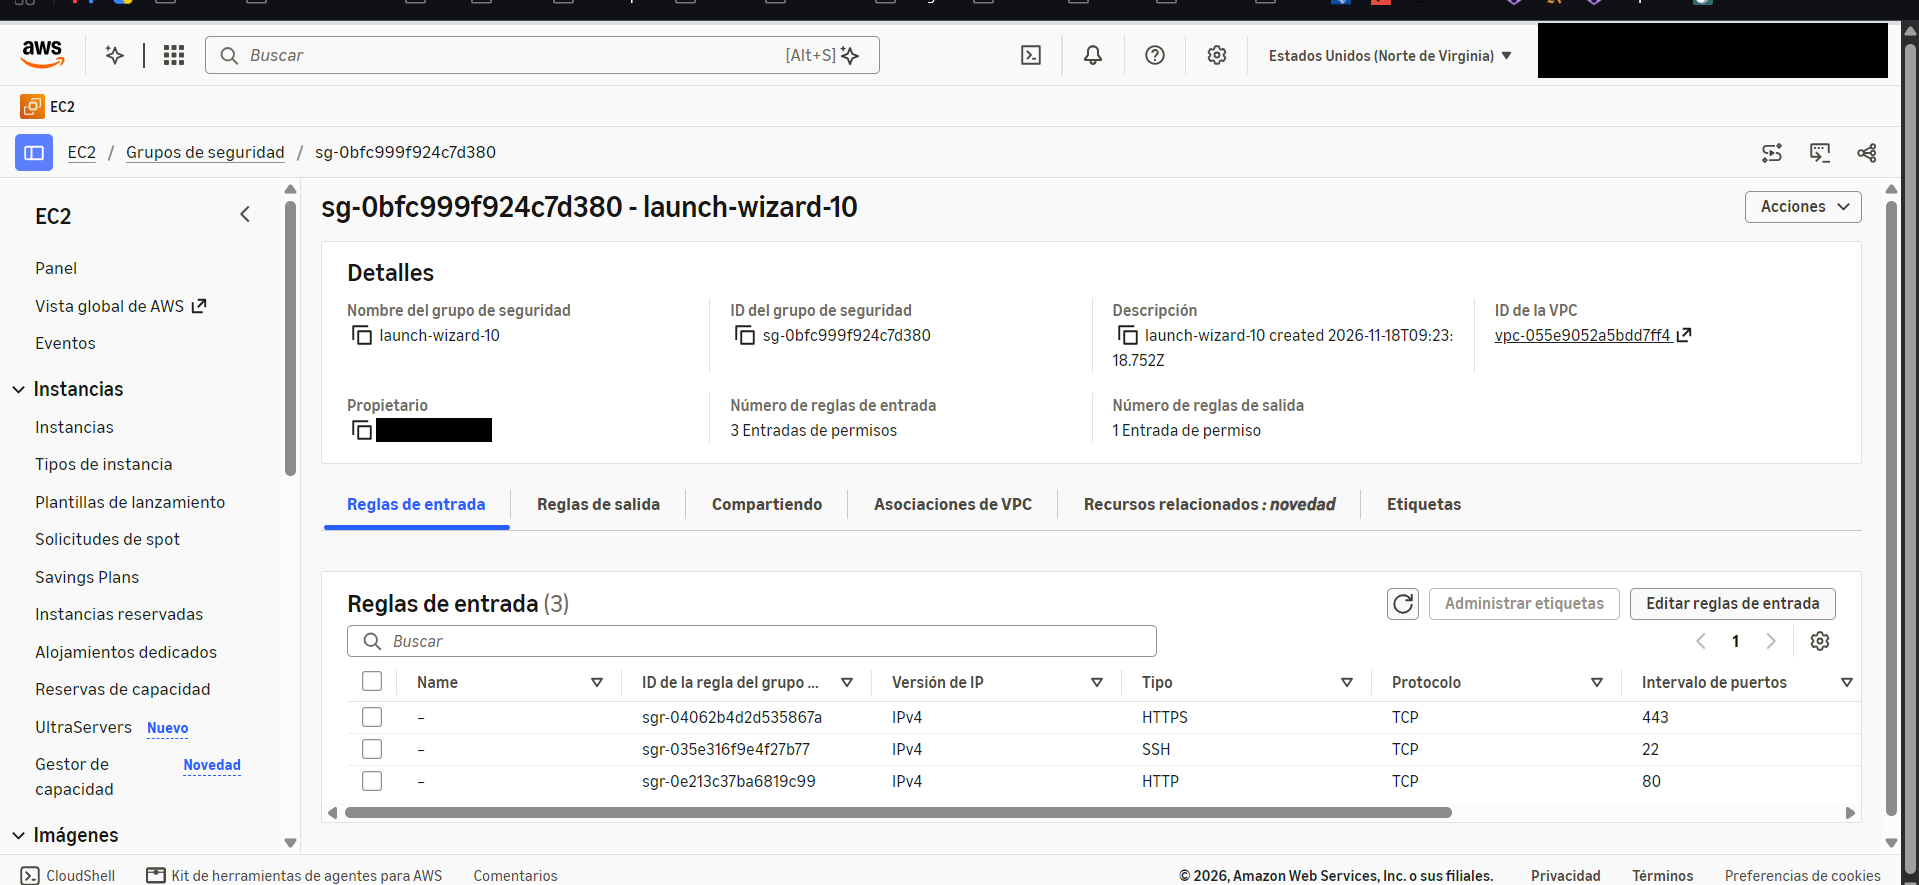 aws
Buscar
[Alt+S]
Estados Unidos (Norte de Virginia)
EC2
EC2 / Grupos de seguridad / sg-0bfc999f924c7d380
EC2
Panel
Vista global de AWS
Eventos
Instancias
Instancias
Tipos de instancia
Plantillas de lanzamiento
Solicitudes de spot
Savings Plans
Instancias reservadas
Alojamientos dedicados
Reservas de capacidad
UltraServers Nuevo
Gestor de capacidad Novedad
Imágenes
sg-0bfc999f924c7d380 - launch-wizard-10
Acciones
Detalles
Nombre del grupo de seguridad
launch-wizard-10
ID del grupo de seguridad
sg-0bfc999f924c7d380
Descripción
launch-wizard-10 created 2026-11-18T09:23:
18.752Z
ID de la VPC
vpc-055e9052a5bdd7ff4
Propietario
Número de reglas de entrada
3 Entradas de permisos
Número de reglas de salida
1 Entrada de permiso
Reglas de entrada
Reglas de salida
Compartiendo
Asociaciones de VPC
Recursos relacionados : novedad
Etiquetas
Reglas de entrada (3)
Administrar etiquetas
Editar reglas de entrada
Buscar
1
Name ID de la regla del grupo ... Versión de IP Tipo Protocolo Intervalo de puertos
– sgr-04062b4d2d535867a IPv4 HTTPS TCP 443
– sgr-035e316f9e4f27b77 IPv4 SSH TCP 22
– sgr-0e213c37ba6819c99 IPv4 HTTP TCP 80
CloudShell
Kit de herramientas de agentes para AWS
Comentarios
© 2026, Amazon Web Services, Inc. o sus filiales.
Privacidad
Términos
Preferencias de cookies